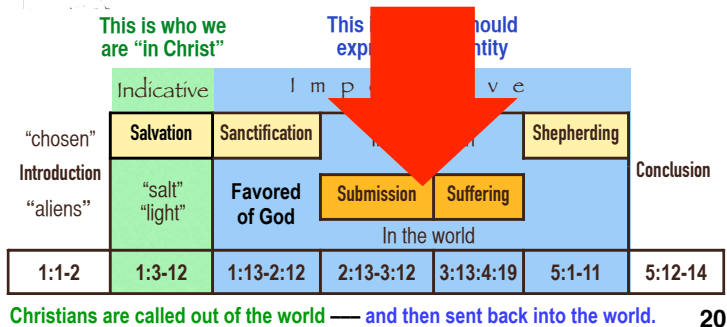 This is who we
are “in Christ”
This i hould
expr ntity
Indicative
I m p v e
“chosen”
Introduction
“aliens”
Salvation
Sanctification
Shepherding
Conclusion
“salt”
“light”
Favored
of God
Submission
Suffering
In the world
1:1-2
1:3-12
1:13-2:12
2:13-3:12
3:13:4:19
5:1-11
5:12-14
Christians are called out of the world –— and then sent back into the world.
20